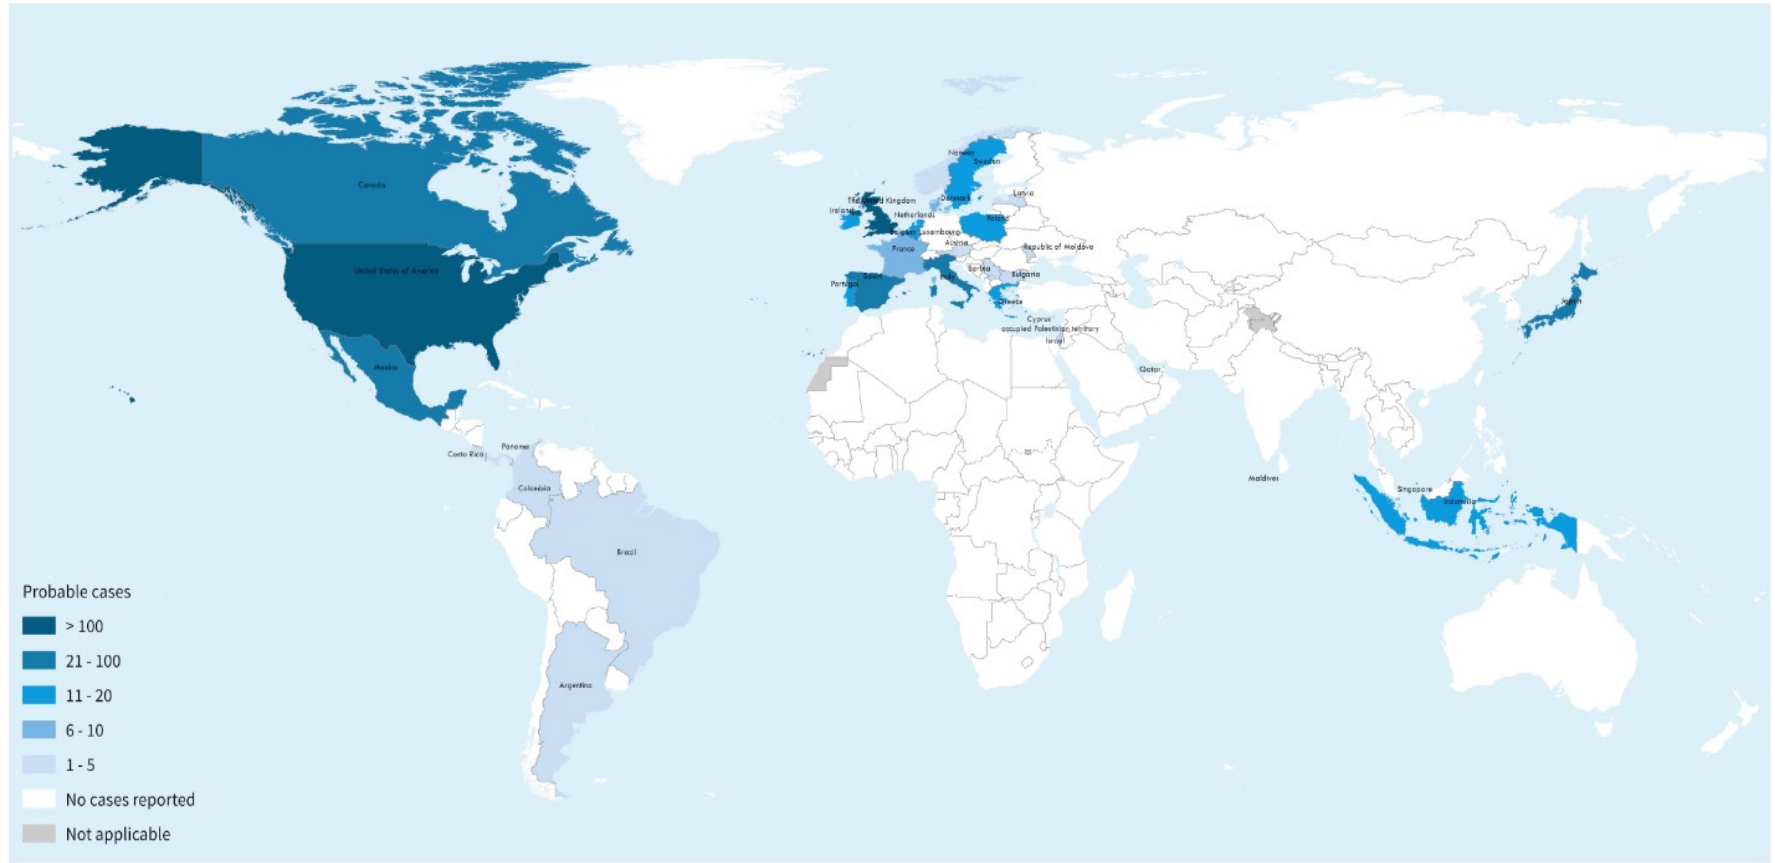 Canada
United States of America
Mexico
Costa Rica
Panama
Colombia
Brazil
Argentina
Norway
Sweden
Latvia
The United Kingdom
Ireland
Denmark
Netherlands
Poland
Belgium
Luxembourg
France
Austria
Republic of Moldova
Serbia
Bulgaria
Spain
Italy
Portugal
Greece
Cyprus
occupied Palestinian territory
Israel
Qatar
Japan
Maldives
Singapore
Indonesia
Probable cases
> 100
21 - 100
11 - 20
6 - 10
1 - 5
No cases reported
Not applicable